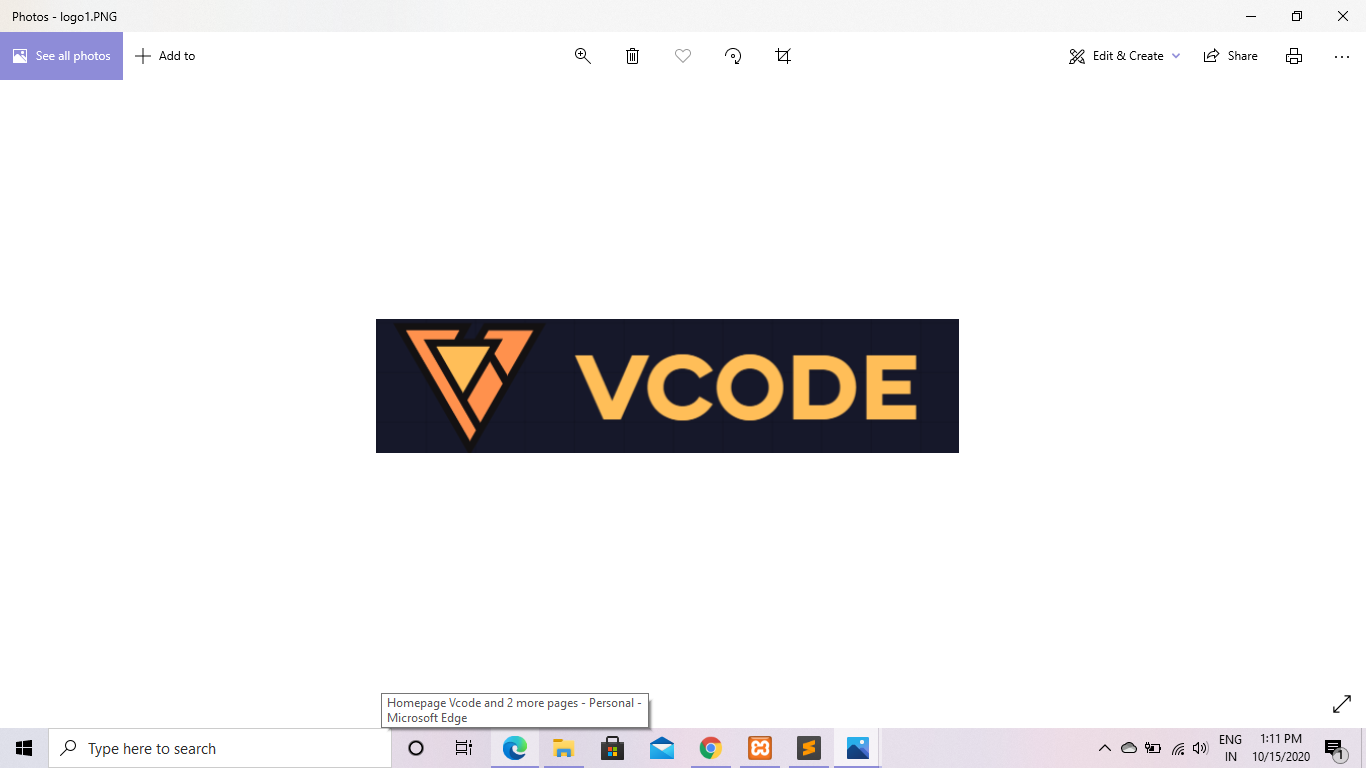 Photos - logo1.PNG
See all photos
Add to
Edit & Create
Share
VCODE
Homepage Vcode and 2 more pages - Personal -
Microsoft Edge
Type here to search
ENG
IN
1:11 PM
10/15/2020
1